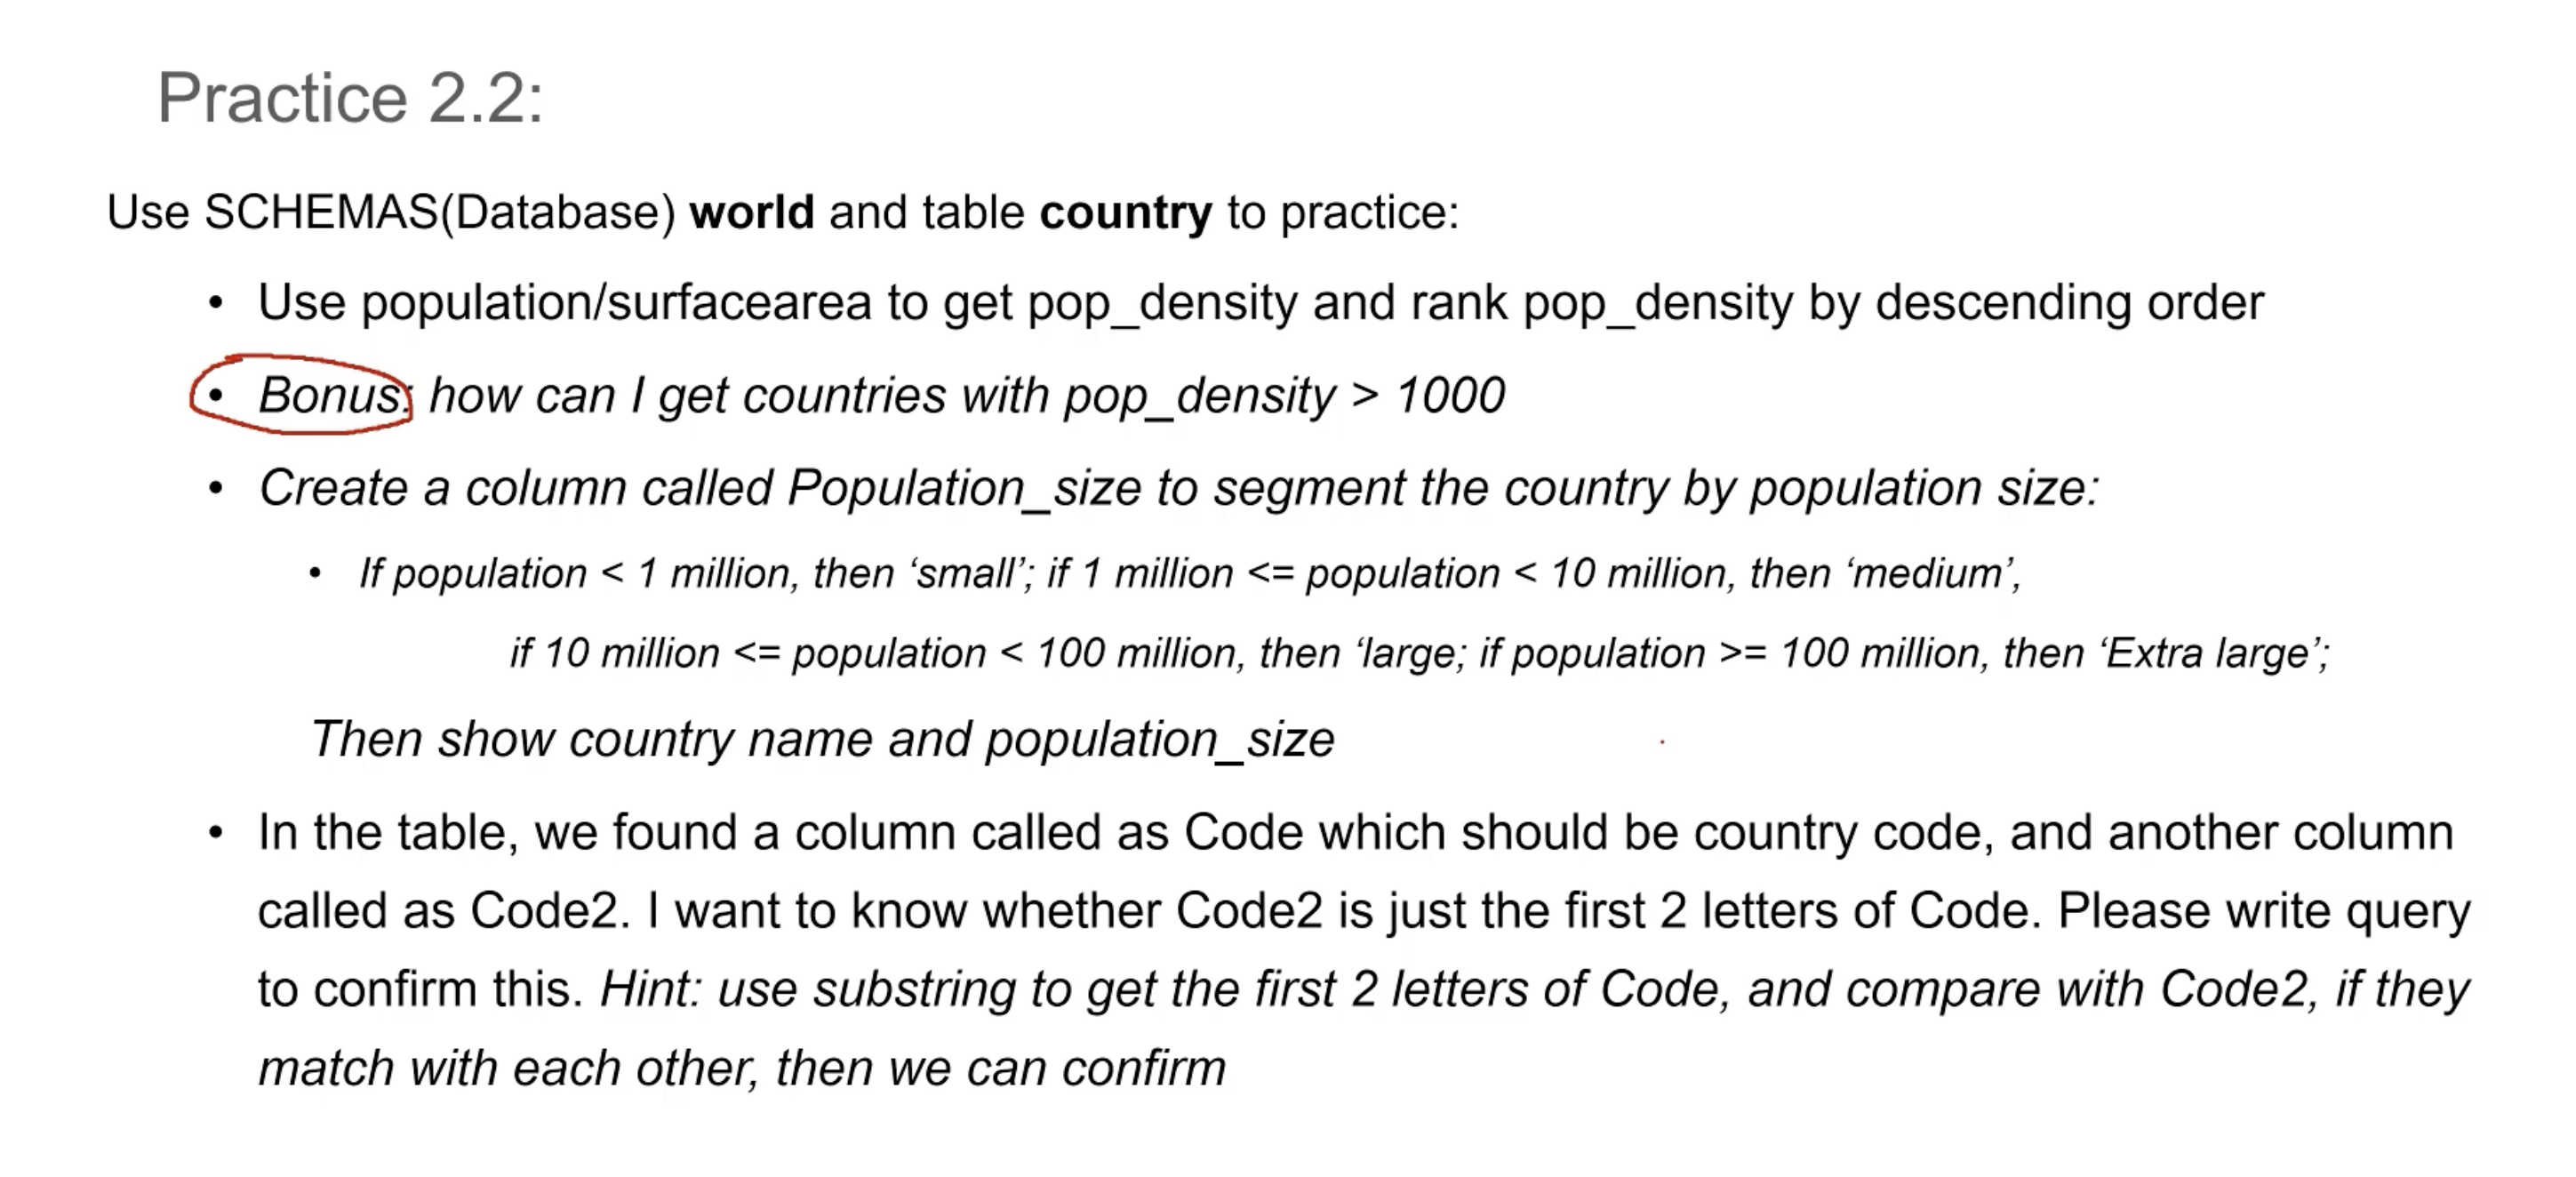 Practice 2.2:
Use SCHEMAS(Database) world and table country to practice:
• Use population/surfacearea to get pop_density and rank pop_density by descending order
• Bonus: how can I get countries with pop_density > 1000
• Create a column called Population_size to segment the country by population size:
• If population < 1 million, then ‘small’; if 1 million <= population < 10 million, then ‘medium’,
if 10 million <= population < 100 million, then ‘large; if population >= 100 million, then ‘Extra large’;
Then show country name and population_size
• In the table, we found a column called as Code which should be country code, and another column
called as Code2. I want to know whether Code2 is just the first 2 letters of Code. Please write query
to confirm this. Hint: use substring to get the first 2 letters of Code, and compare with Code2, if they
match with each other, then we can confirm